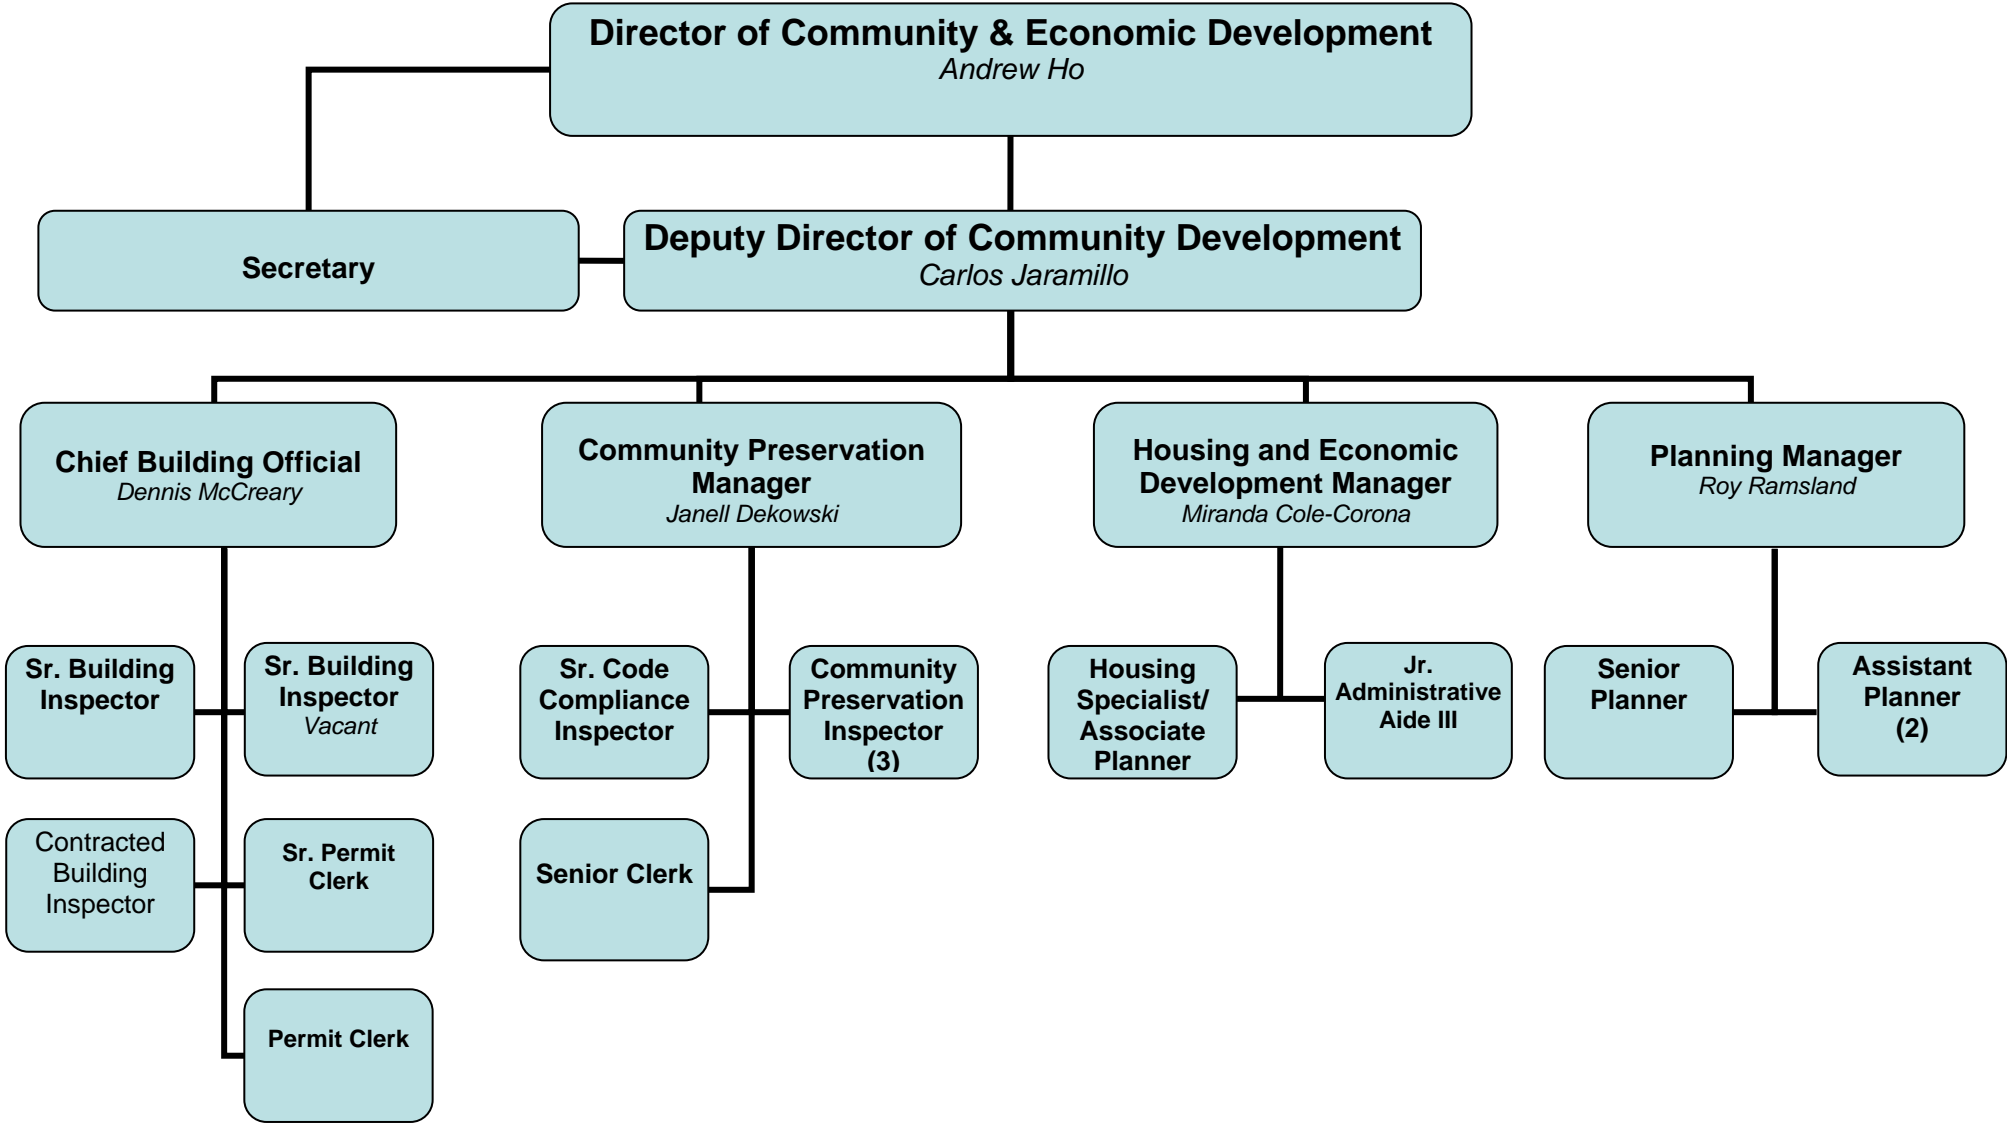 Director of Community & Economic Development
Andrew Ho
Secretary
Deputy Director of Community Development
Carlos Jaramillo
Chief Building Official
Dennis McCreary
Community Preservation
Manager
Janell Dekowski
Housing and Economic
Development Manager
Miranda Cole-Corona
Planning Manager
Roy Ramsland
Sr. Building
Inspector
Sr. Building
Inspector
Vacant
Sr. Code
Compliance
Inspector
Community
Preservation
Inspector
(3)
Housing
Specialist/
Associate
Planner
Jr.
Administrative
Aide III
Senior
Planner
Assistant
Planner
(2)
Contracted
Building
Inspector
Sr. Permit
Clerk
Senior Clerk
Permit Clerk